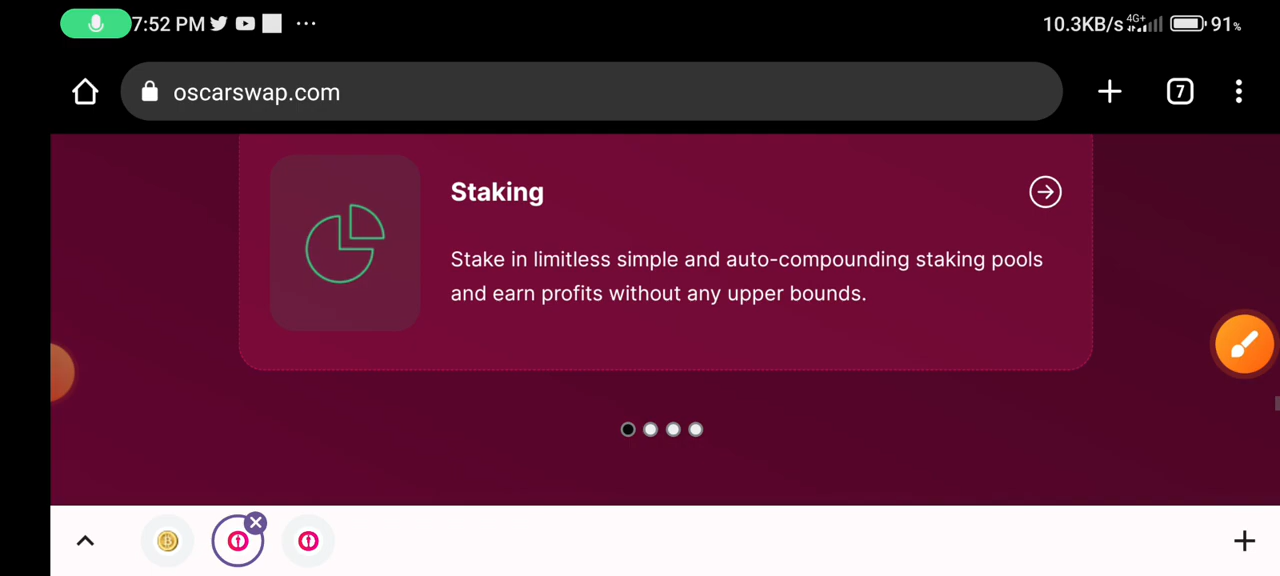 7:52 PM
10.3KB/s 4G+ 91%
oscarswap.com
7
Staking
Stake in limitless simple and auto-compounding staking pools
and earn profits without any upper bounds.